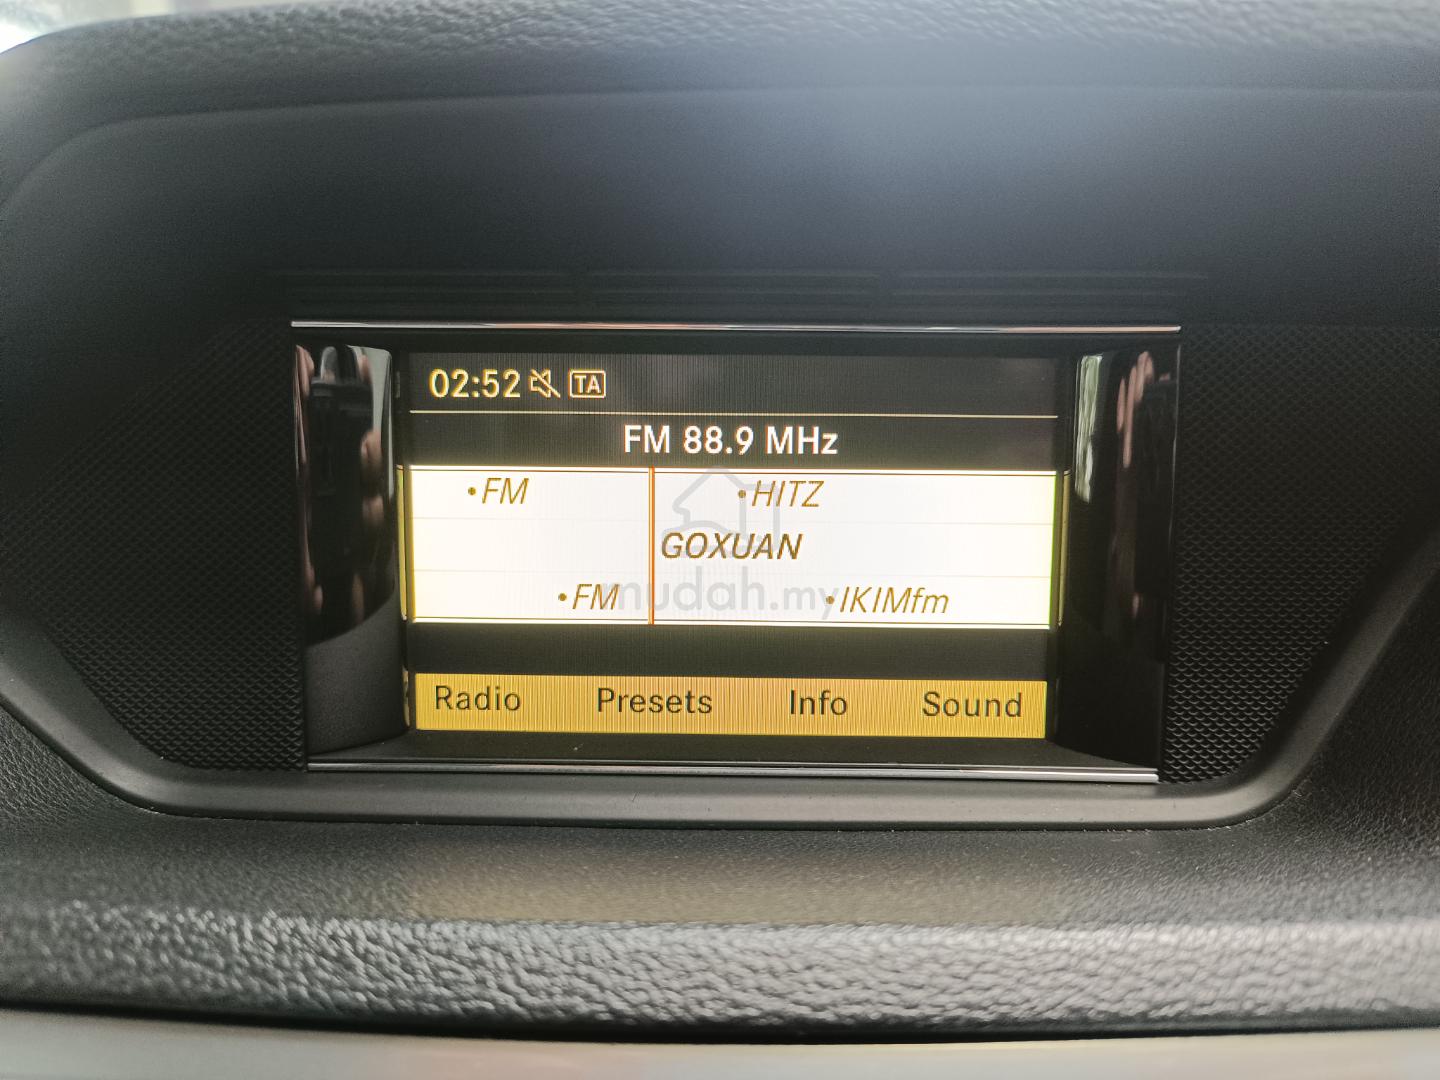 02:52 TA
FM 88.9 MHz
•FM •HITZ
GOXUAN
•FM •IKIMfm
mudah.my
Radio Presets Info Sound